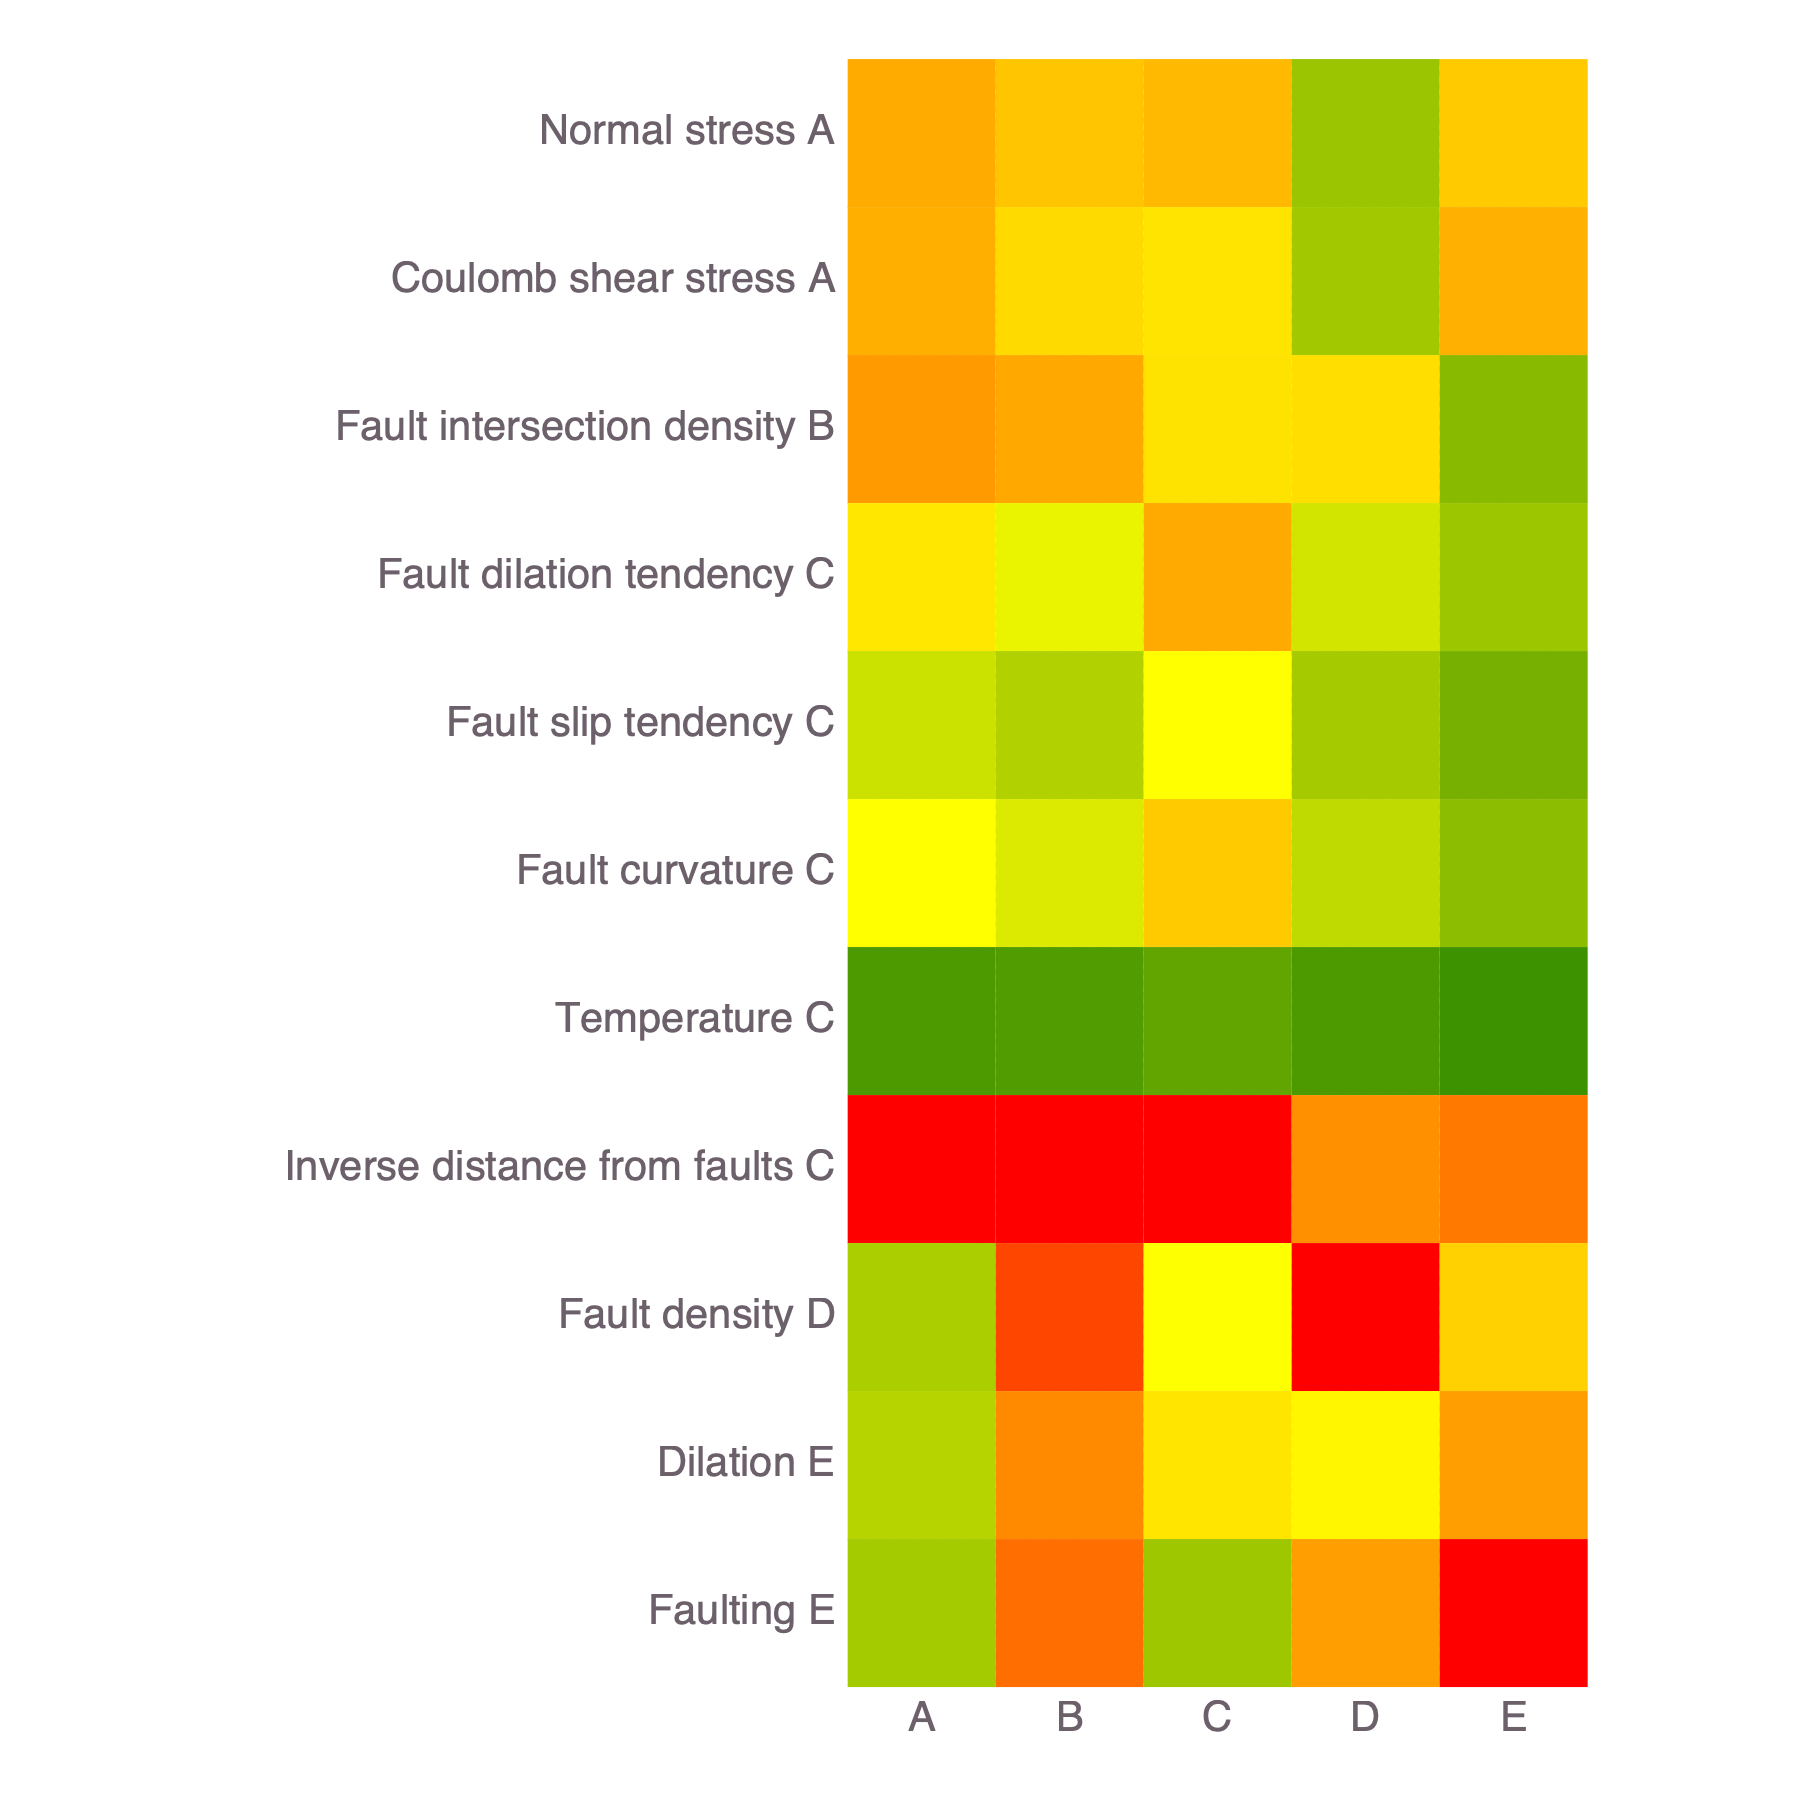 Normal stress A
Coulomb shear stress A
Fault intersection density B
Fault dilation tendency C
Fault slip tendency C
Fault curvature C
Temperature C
Inverse distance from faults C
Fault density D
Dilation E
Faulting E
A B C D E